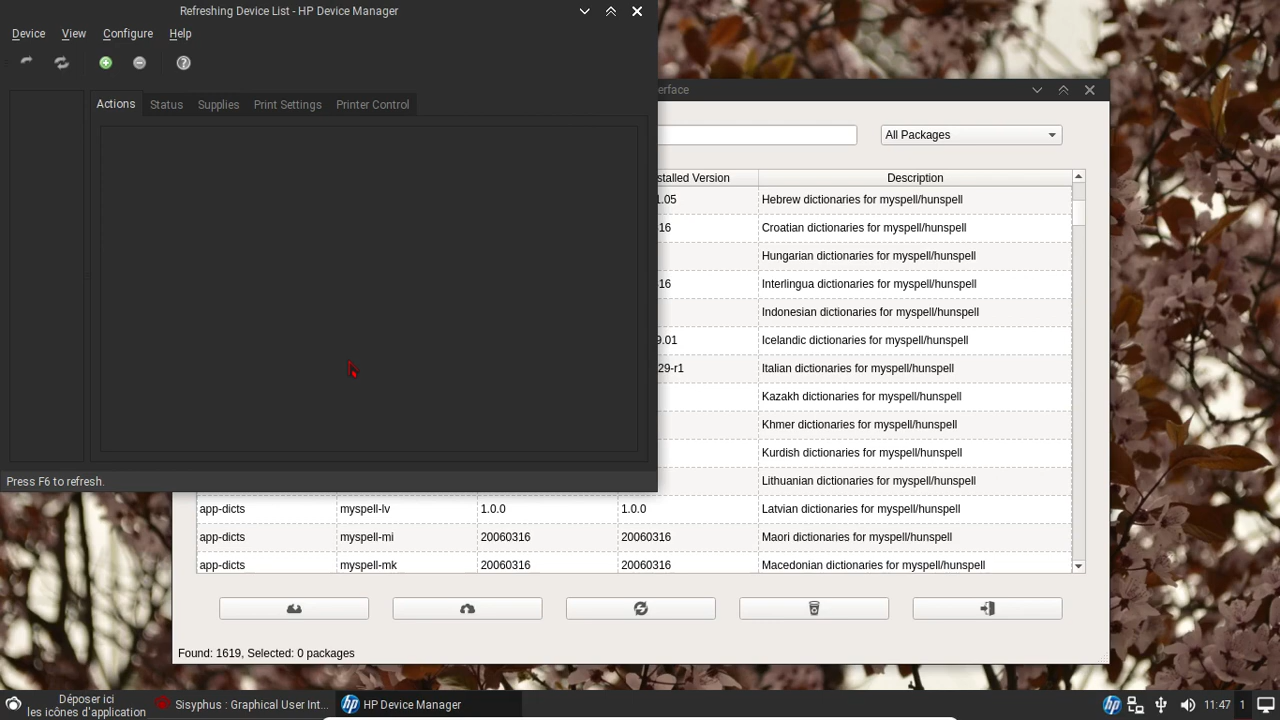 Refreshing Device List - HP Device Manager
Device View Configure Help
Actions Status Supplies Print Settings Printer Control
Press F6 to refresh.
erface
All Packages
stalled Version Description
1.05 Hebrew dictionaries for myspell/hunspell
16 Croatian dictionaries for myspell/hunspell
Hungarian dictionaries for myspell/hunspell
16 Interlingua dictionaries for myspell/hunspell
Indonesian dictionaries for myspell/hunspell
9.01 Icelandic dictionaries for myspell/hunspell
29-r1 Italian dictionaries for myspell/hunspell
Kazakh dictionaries for myspell/hunspell
Khmer dictionaries for myspell/hunspell
Kurdish dictionaries for myspell/hunspell
Lithuanian dictionaries for myspell/hunspell
app-dicts myspell-lv 1.0.0 1.0.0 Latvian dictionaries for myspell/hunspell
app-dicts myspell-mi 20060316 20060316 Maori dictionaries for myspell/hunspell
app-dicts myspell-mk 20060316 20060316 Macedonian dictionaries for myspell/hunspell
Found: 1619, Selected: 0 packages
Déposer ici
les icônes d'application
Sisyphus : Graphical User Int...
hp HP Device Manager
hp 11:47 1